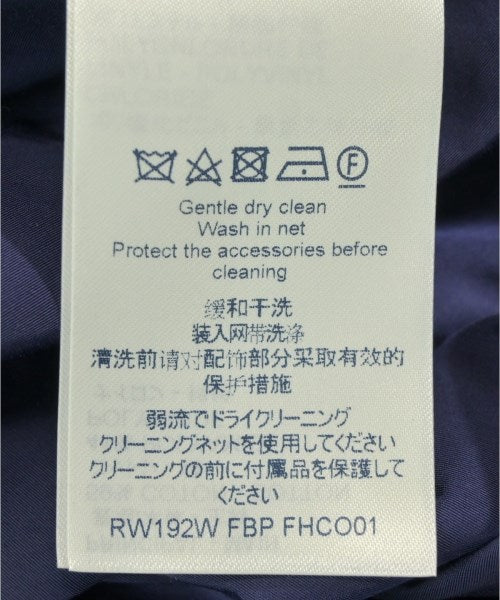 F
Gentle dry clean
Wash in net
Protect the accessories before
cleaning
缓和干洗
装入网带洗涤
清洗前请对配饰部分采取有效的
保护措施
弱流でドライクリーニング
クリーニングネットを使用してください
クリーニングの前に付属品を保護して
ください
RW192W FBP FHCO01